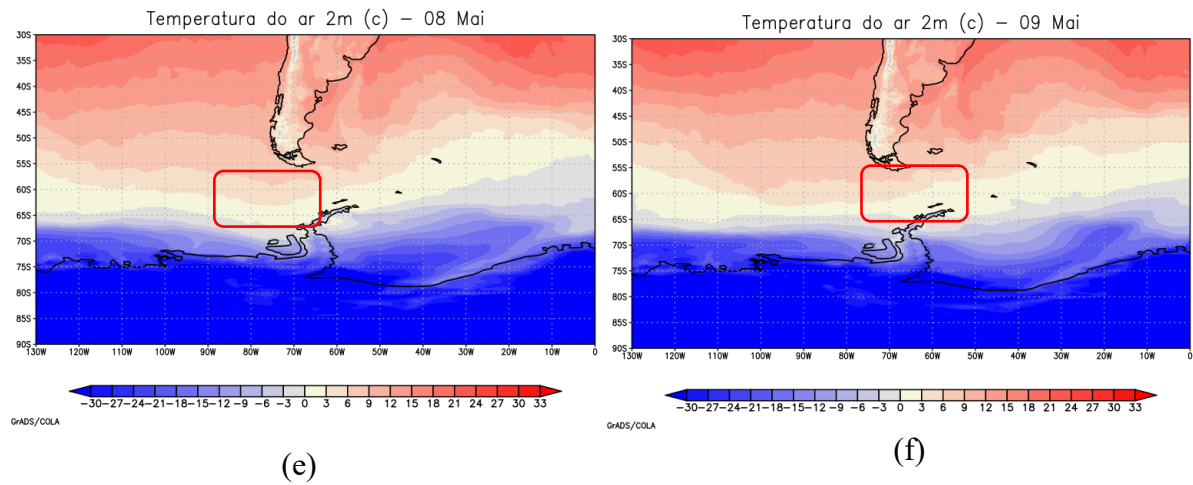 Temperatura do ar 2m (c) – 08 Mai
30S
40S
50S
55S
60S
65S
70S
75S
80S
85S
90S
130W 120W 110W 100W 90W 80W 70W 60W 50W 40W 30W 20W 10W 0
-30 -27 -24 -21 -18 -15 -12 -9 -6 -3 0 3 6 9 12 15 18 21 24 27 30 33
GrADS/COLA
(e)
Temperatura do ar 2m (c) – 09 Mai
30S
40S
50S
55S
60S
65S
70S
75S
80S
85S
90S
130W 120W 110W 100W 90W 80W 70W 60W 50W 40W 30W 20W 10W 0
-30 -27 -24 -21 -18 -15 -12 -9 -6 -3 0 3 6 9 12 15 18 21 24 27 30 33
GrADS/COLA
(f)